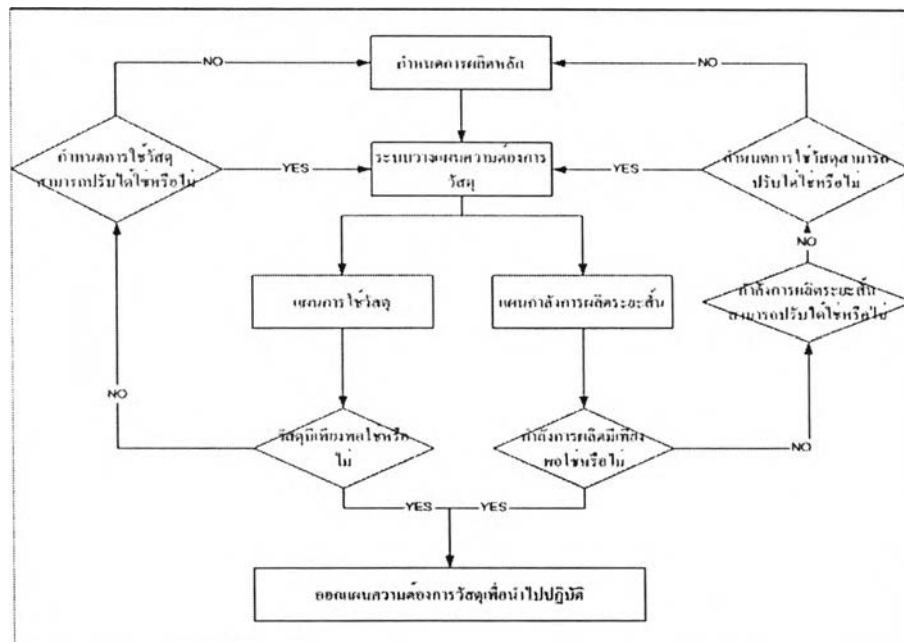 NO
กำหนดการผลิตหลัก
NO
กำหนดการใช้วัสดุ
สามารถปรับได้ใช่หรือไม่
YES
ระบบวางแผนความต้องการ
วัสดุ
YES
กำหนดการใช้วัสดุสามารถ
ปรับได้ใช่หรือไม่
NO
แผนการใช้วัสดุ
แผนกำลังการผลิตระยะสั้น
กำลังการผลิตระยะสั้น
สามารถปรับได้ใช่หรือไม่
NO
วัสดุมีเพียงพอใช่หรือ
ไม่
กำลังการผลิตมีเพียง
พอใช่หรือไม่
NO
YES
YES
ออกแผนความต้องการวัสดุเพื่อนำไปปฏิบัติ